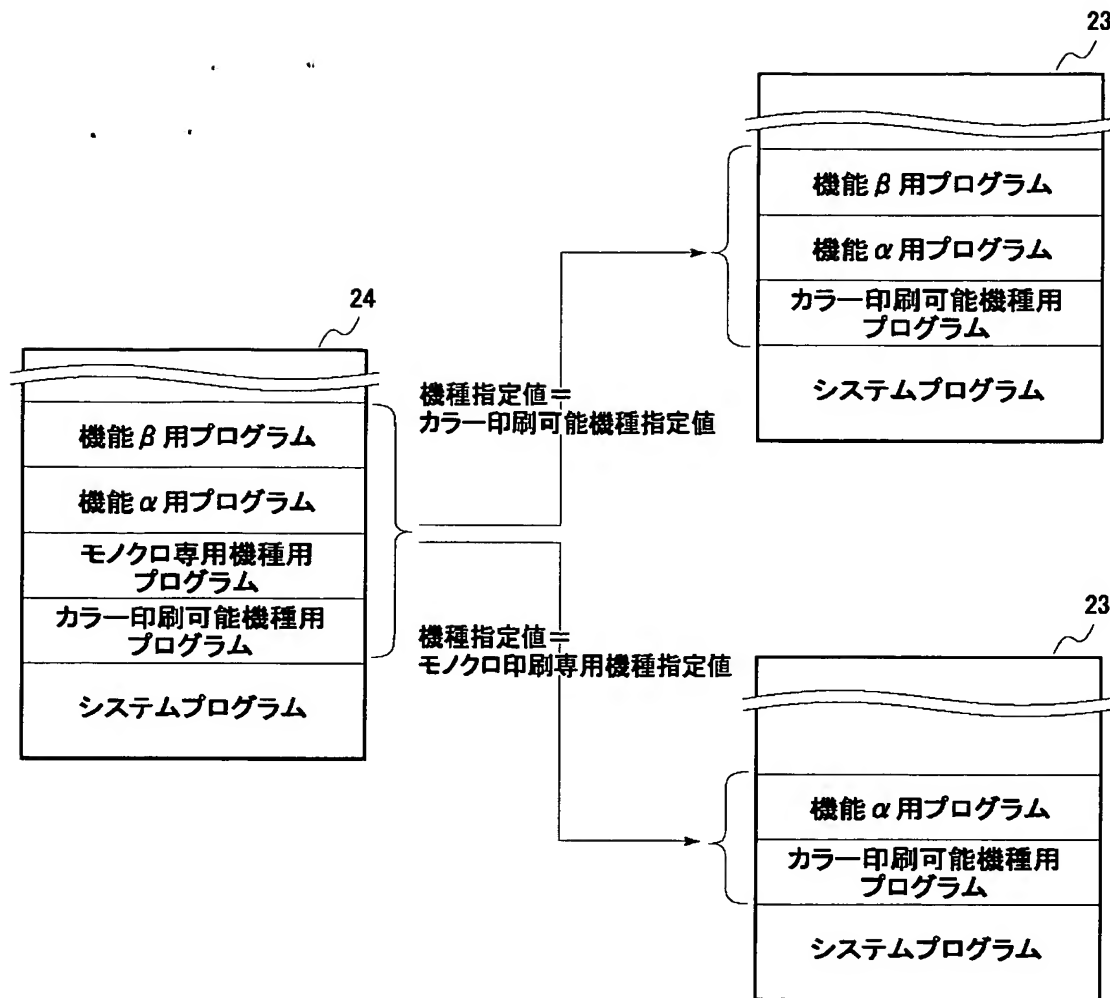 23
機能β用プログラム
機能α用プログラム
カラー印刷可能機種用
プログラム
システムプログラム
24
機能β用プログラム
機能α用プログラム
モノクロ専用機種用
プログラム
カラー印刷可能機種用
プログラム
システムプログラム
機種指定値=
カラー印刷可能機種指定値
機種指定値=
モノクロ印刷専用機種指定値
23
機能α用プログラム
カラー印刷可能機種用
プログラム
システムプログラム